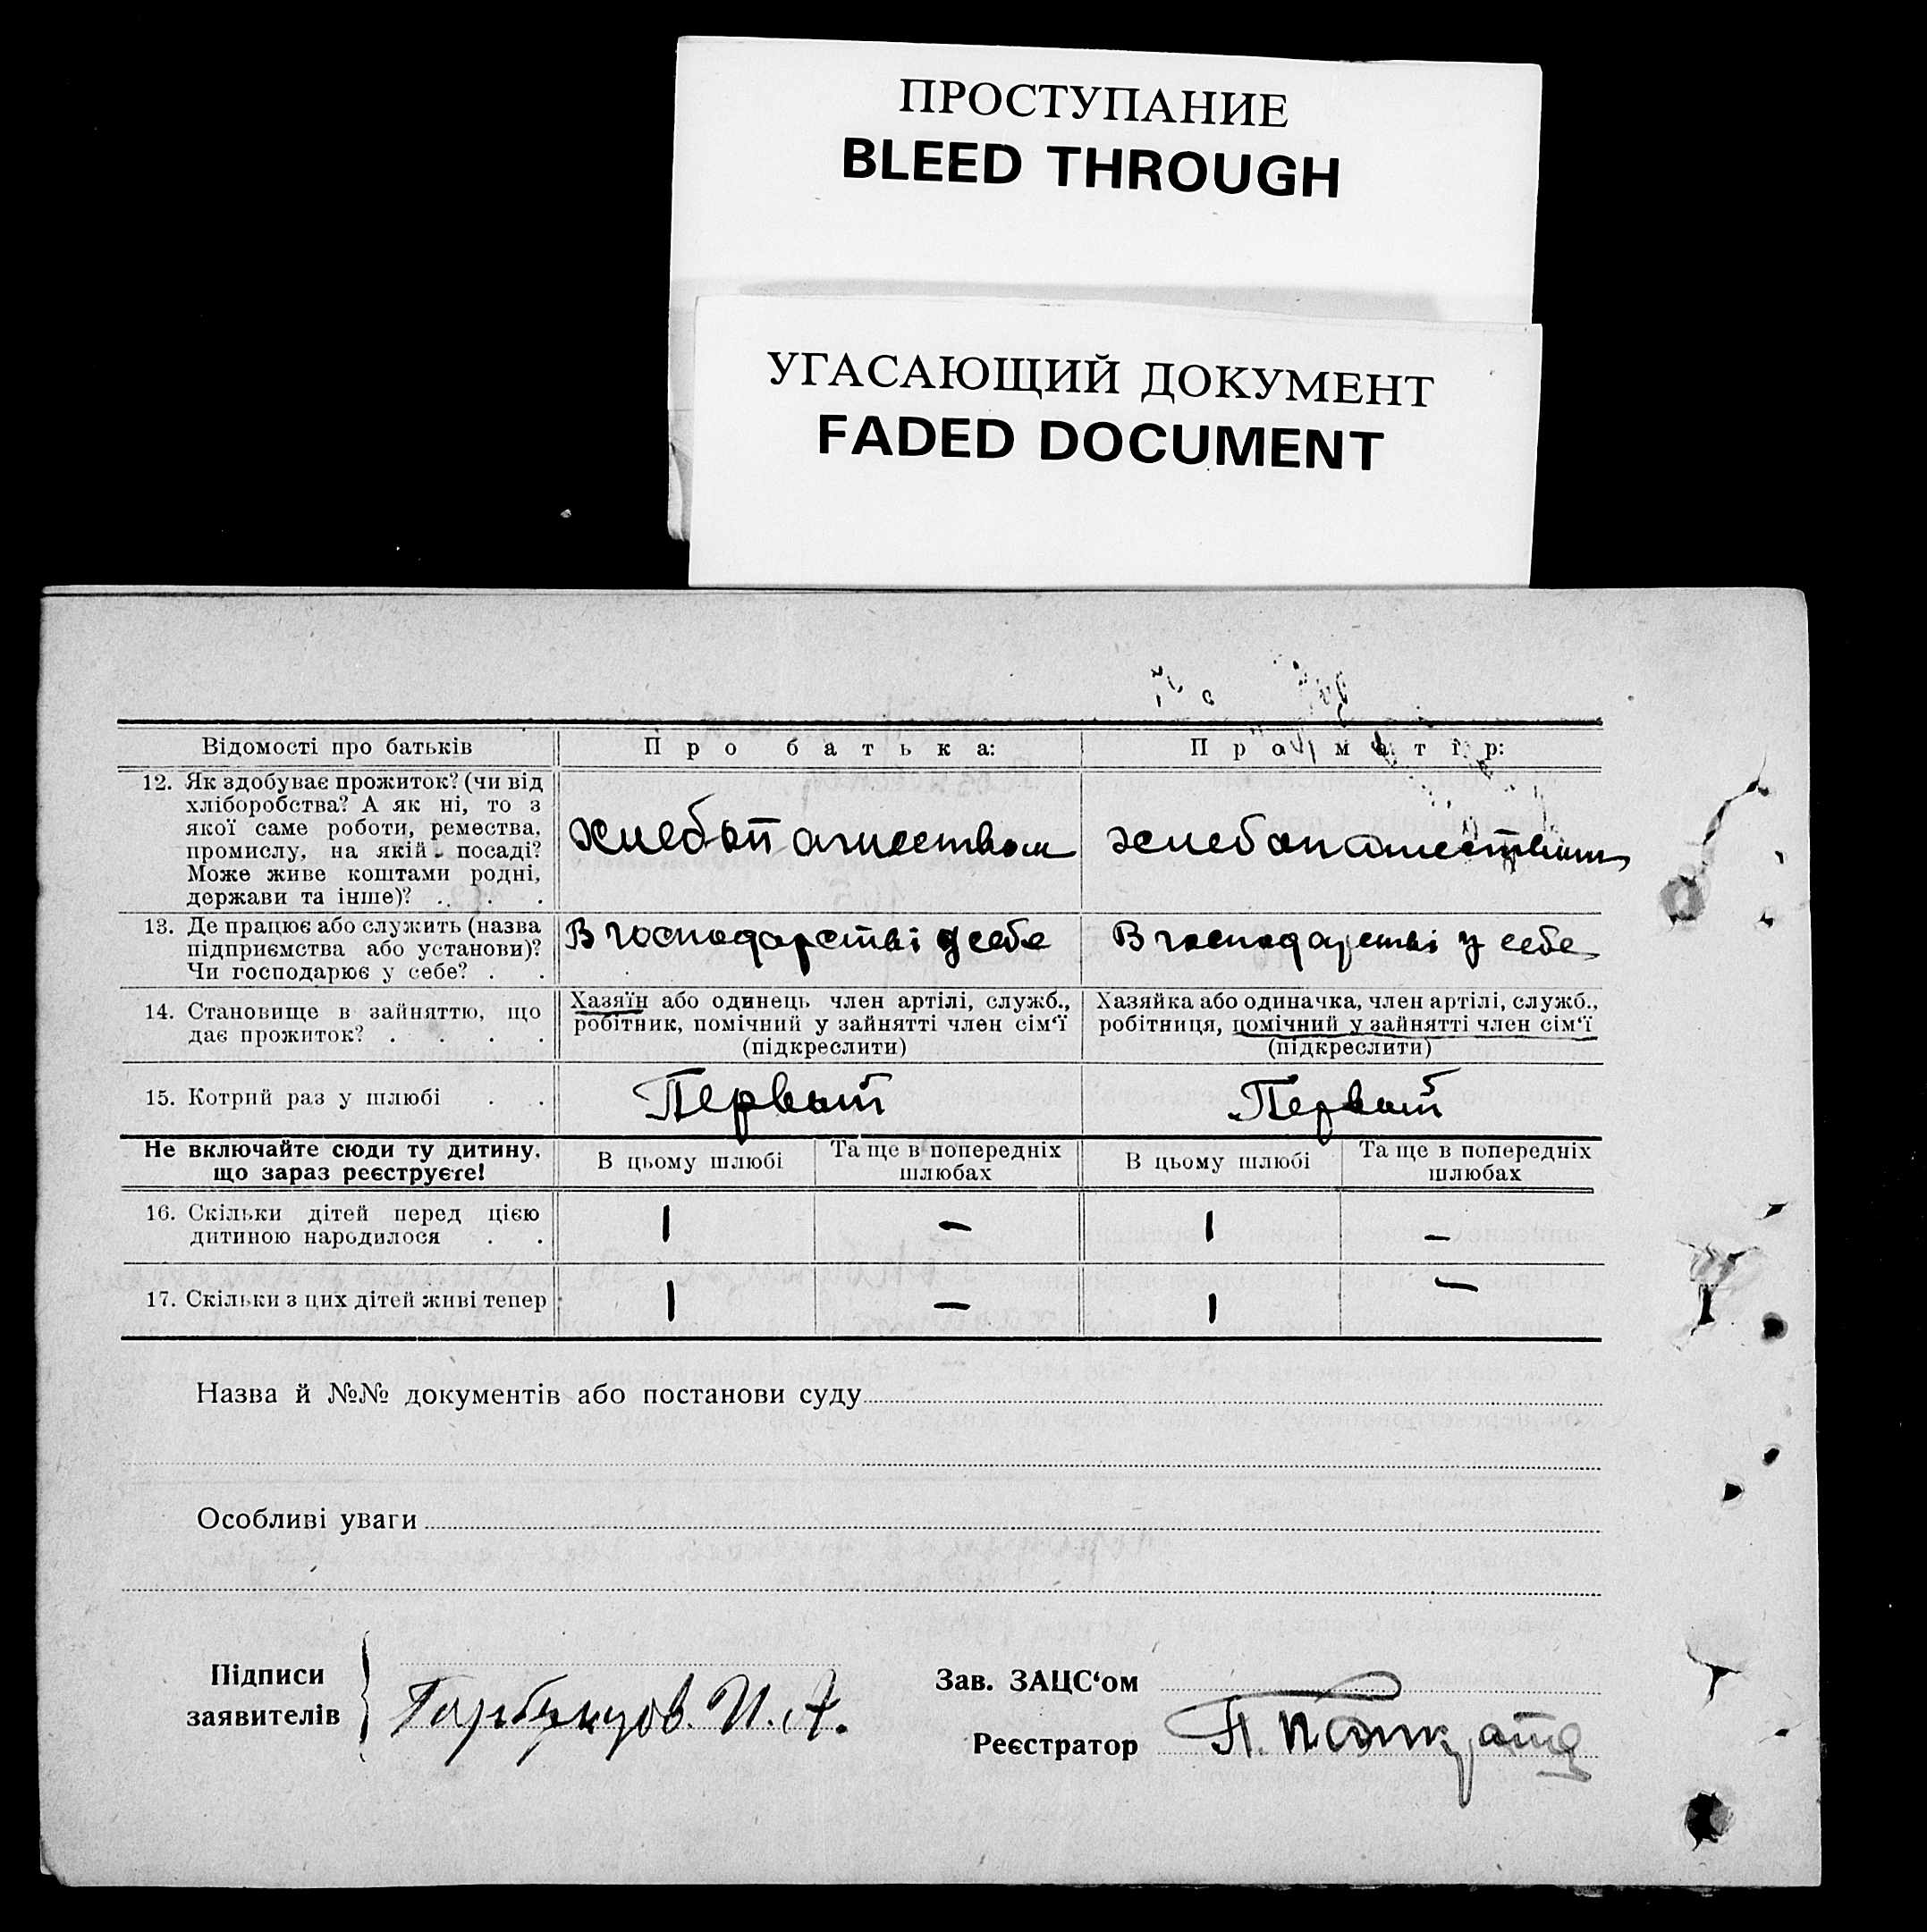 ПРОСТУПАНИЕ
BLEED THROUGH
УГАСАЮЩИЙ ДОКУМЕНТ
FADED DOCUMENT
Відомості про батьків
Про батька:
Про матір:
12. Як здобуває прожиток? (чи від
хліборобства? А як ні, то з
якої саме роботи, ремества,
промислу, на якій посаді?
Може живе коштами родні,
держави та інше)? . . .
хлебопашеством
хлебопашеством
13. Де працює або служить (назва
підприємства або установи)?
Чи господарює у себе? . .
В господарстві у себе
В господарстві у себе
14. Становище в зайняттю, що
дає прожиток? . . . .
Хазяїн або одинець член артілі, служб.,
робітник, помічний у зайнятті член сім‘ї
(підкреслити)
Хазяйка або одиначка, член артілі, служб.,
робітниця, помічний у зайнятті член сім‘ї
(підкреслити)
15. Котрий раз у шлюбі . .
Первый
Первый
Не включайте сюди ту дитину,
що зараз реєструєте!
В цьому шлюбі
Та ще в попередніх
шлюбах
В цьому шлюбі
Та ще в попередніх
шлюбах
16. Скільки дітей перед цією
дитиною народилося . .
1 — 1 —
17. Скільки з цих дітей живі тепер
1 — 1 —
Назва й №№ документів або постанови суду
Особливі уваги
Підписи
заявителів
Горбунцов. И. А.
Зав. ЗАЦС‘ом
Реєстратор
П.